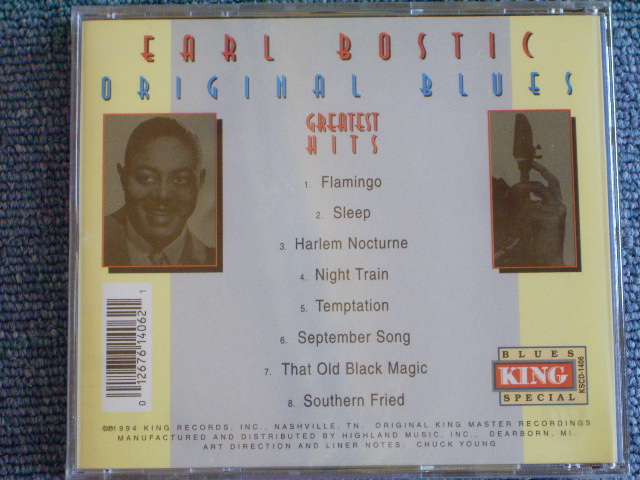 EARL BOSTIC
ORIGINAL BLUES
GREATEST
HITS
1. Flamingo
2. Sleep
3. Harlem Nocturne
4. Night Train
5. Temptation
6. September Song
7. That Old Black Magic
8. Southern Fried
0 12676-14062 1
BLUES
KING
SPECIAL
KSCD-1406
©℗1994 KING RECORDS, INC., NASHVILLE, TN. ORIGINAL KING MASTER RECORDINGS
MANUFACTURED AND DISTRIBUTED BY HIGHLAND MUSIC, INC., DEARBORN, MI.
ART DIRECTION AND LINER NOTES: CHUCK YOUNG